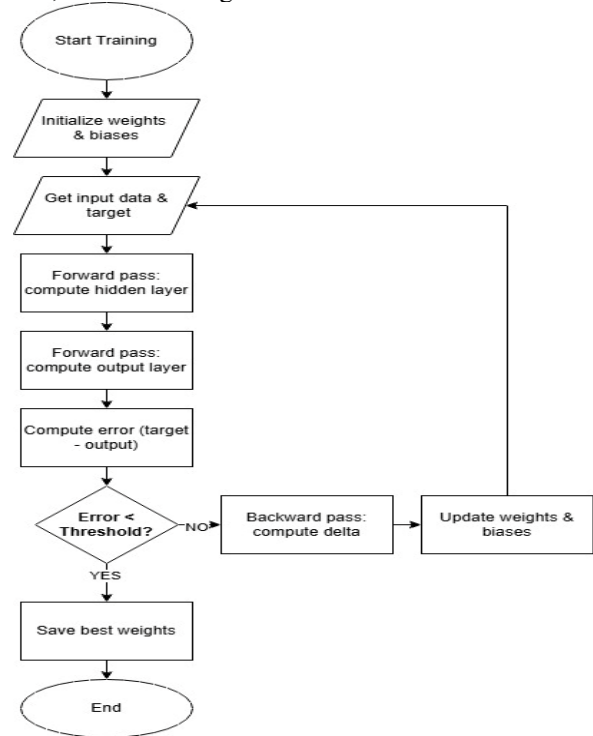 Start Training
Initialize weights
& biases
Get input data &
target
Forward pass:
compute hidden layer
Forward pass:
compute output layer
Compute error (target
- output)
Error <
Threshold?
NO
Backward pass:
compute delta
Update weights &
biases
YES
Save best weights
End